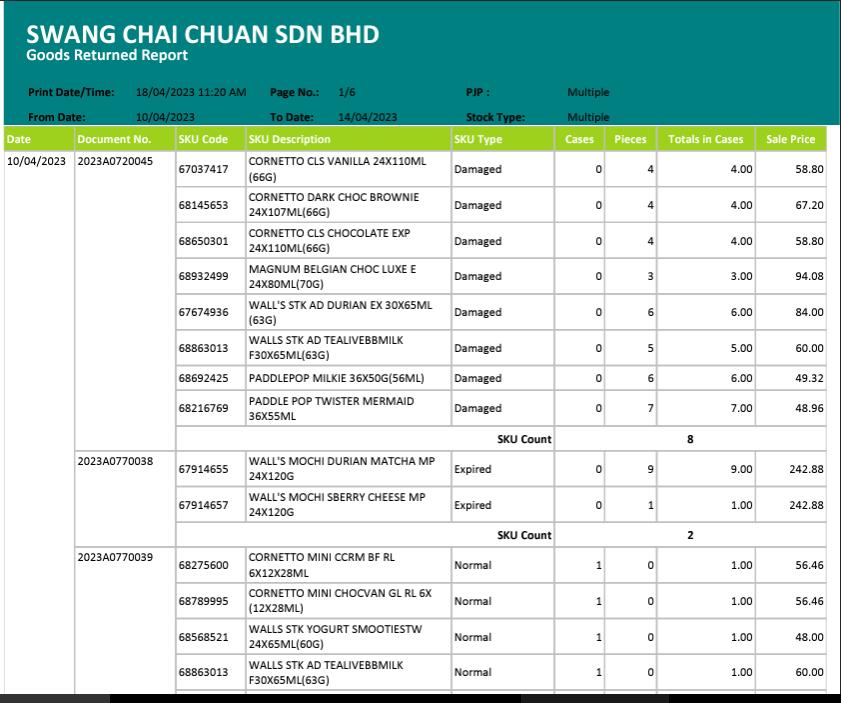 SWANG CHAI CHUAN SDN BHD
Goods Returned Report
Print Date/Time: 18/04/2023 11:20 AM Page No.: 1/6 PJP : Multiple
From Date: 10/04/2023 To Date: 14/04/2023 Stock Type: Multiple
Date Document No. SKU Code SKU Description SKU Type Cases Pieces Totals in Cases Sale Price
10/04/2023 2023A0720045 67037417 CORNETTO CLS VANILLA 24X110ML Damaged 0 4 4.00 58.80
(66G)
68145653 CORNETTO DARK CHOC BROWNIE Damaged 0 4 4.00 67.20
24X107ML(66G)
68650301 CORNETTO CLS CHOCOLATE EXP Damaged 0 4 4.00 58.80
24X110ML(66G)
68932499 MAGNUM BELGIAN CHOC LUXE E Damaged 0 3 3.00 94.08
24X80ML(70G)
67674936 WALL'S STK AD DURIAN EX 30X65ML Damaged 0 6 6.00 84.00
(63G)
68863013 WALLS STK AD TEALIVEBBMILK Damaged 0 5 5.00 60.00
F30X65ML(63G)
68692425 PADDLEPOP MILKIE 36X50G(56ML) Damaged 0 6 6.00 49.32
68216769 PADDLE POP TWISTER MERMAID Damaged 0 7 7.00 48.96
36X55ML
SKU Count 8
2023A0770038 67914655 WALL'S MOCHI DURIAN MATCHA MP Expired 0 9 9.00 242.88
24X120G
67914657 WALL'S MOCHI SBERRY CHEESE MP Expired 0 1 1.00 242.88
24X120G
SKU Count 2
2023A0770039 68275600 CORNETTO MINI CCRM BF RL Normal 1 0 1.00 56.46
6X12X28ML
68789995 CORNETTO MINI CHOCVAN GL RL 6X Normal 1 0 1.00 56.46
(12X28ML)
68568521 WALLS STK YOGURT SMOOTIESTW Normal 1 0 1.00 48.00
24X65ML(60G)
68863013 WALLS STK AD TEALIVEBBMILK Normal 1 0 1.00 60.00
F30X65ML(63G)